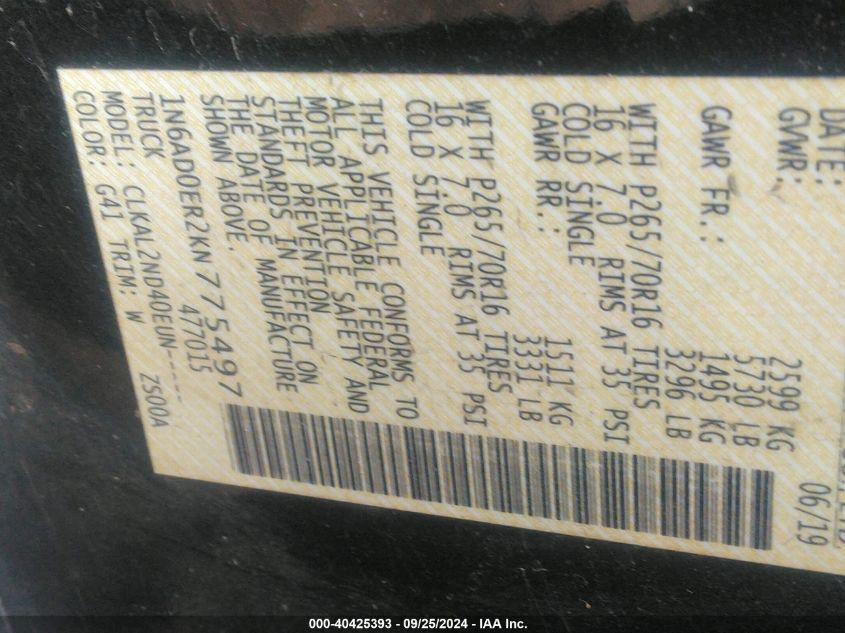 DATE: 06/19
GVWR: 2599 KG
5730 LB
GAWR FR.: 1495 KG
3296 LB
WITH P265/70R16 TIRES
16 X 7.0 RIMS AT 35 PSI
COLD SINGLE
GAWR RR.: 1511 KG
3331 LB
WITH P265/70R16 TIRES
16 X 7.0 RIMS AT 35 PSI
COLD SINGLE
THIS VEHICLE CONFORMS TO
ALL APPLICABLE FEDERAL
MOTOR VEHICLE SAFETY AND
THEFT PREVENTION
STANDARDS IN EFFECT ON
THE DATE OF MANUFACTURE
SHOWN ABOVE.
1N6AD0ER2KN775497
TRUCK 47015
MODEL: CLKAL2ND40EUN----
COLOR: G41 TRIM: W ZS00A
000-40425393 - 09/25/2024 - IAA Inc.